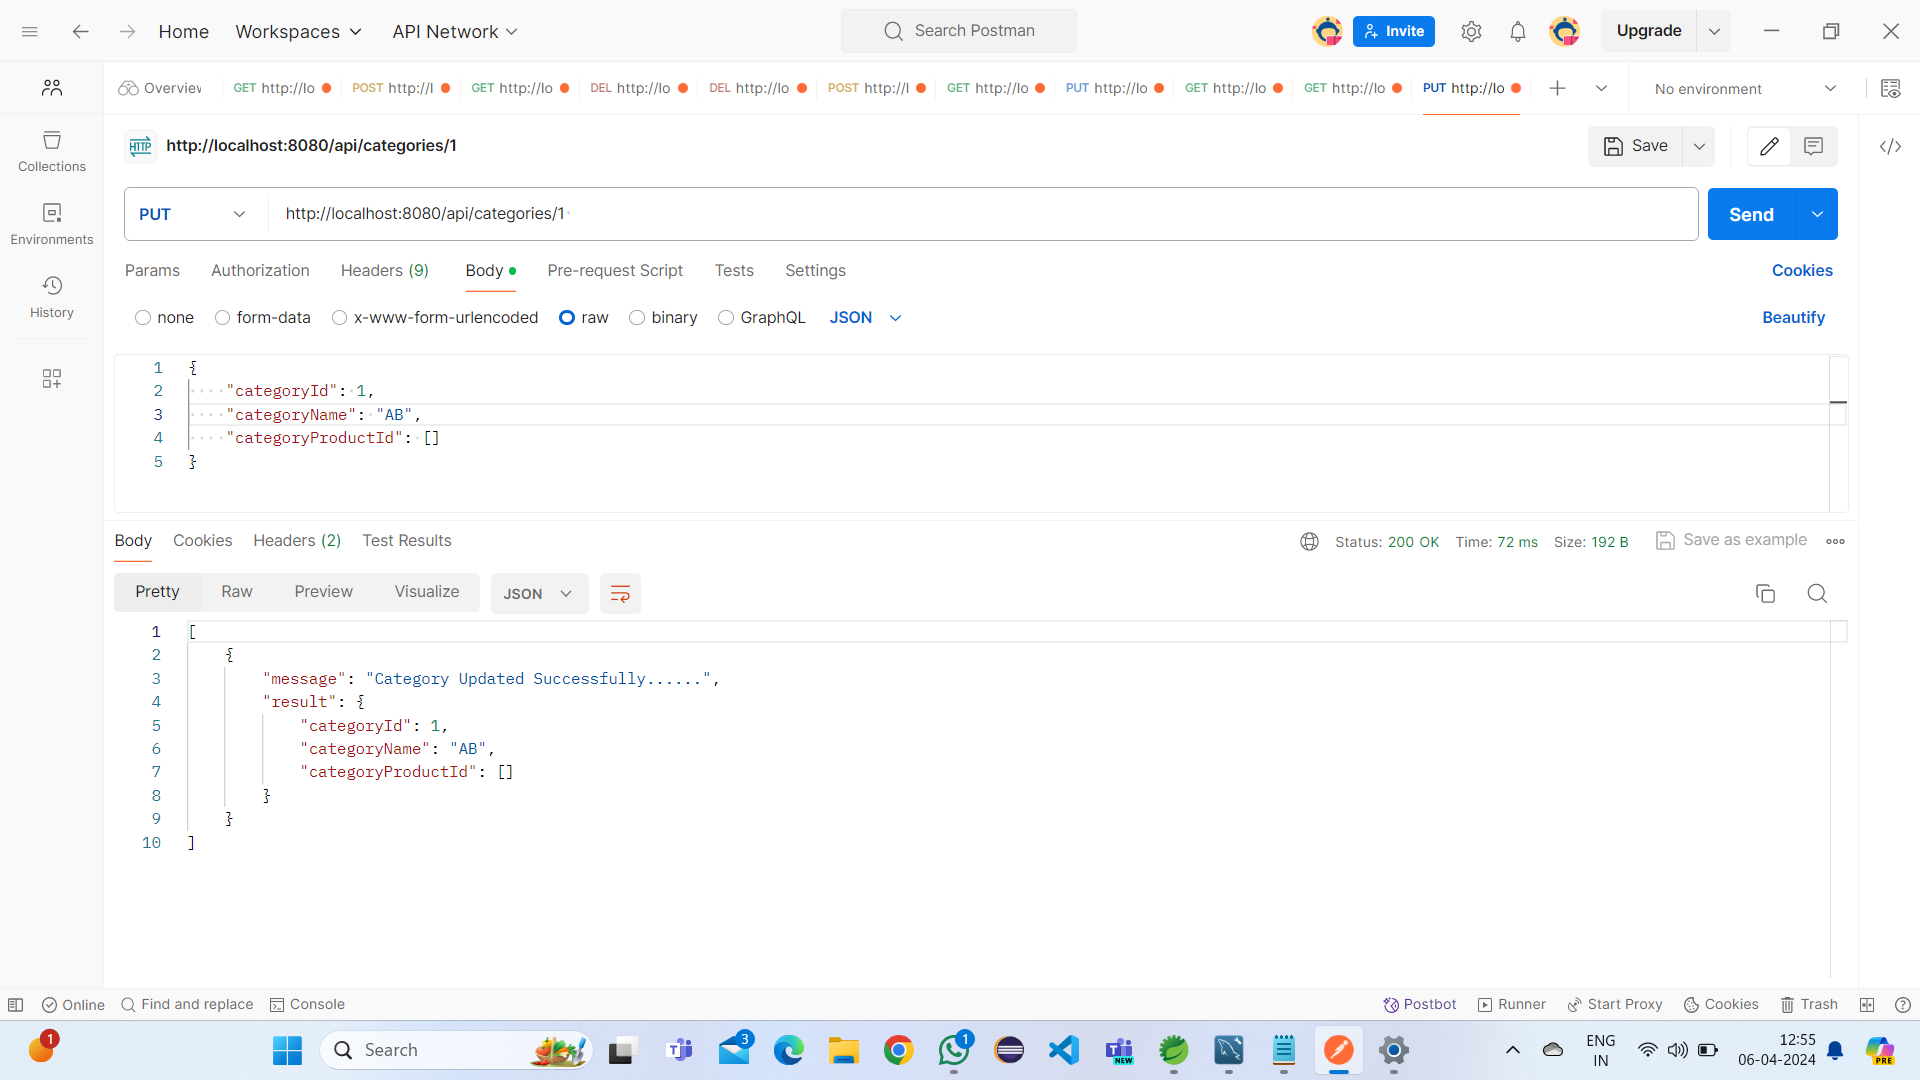 Home Workspaces API Network Search Postman Invite Upgrade
Overview GET http://lo POST http://l GET http://lo DEL http://lo DEL http://lo POST http://l GET http://lo PUT http://lo GET http://lo GET http://lo PUT http://lo No environment
HTTP http://localhost:8080/api/categories/1 Save
Collections
PUT http://localhost:8080/api/categories/1 Send
Environments
Params Authorization Headers (9) Body Pre-request Script Tests Settings Cookies
History
none form-data x-www-form-urlencoded raw binary GraphQL JSON Beautify
1 {
2 "categoryId": 1,
3 "categoryName": "AB",
4 "categoryProductId": []
5 }
Body Cookies Headers (2) Test Results Status: 200 OK Time: 72 ms Size: 192 B Save as example
Pretty Raw Preview Visualize JSON
1 [
2 {
3 "message": "Category Updated Successfully......",
4 "result": {
5 "categoryId": 1,
6 "categoryName": "AB",
7 "categoryProductId": []
8 }
9 }
10 ]
Online Find and replace Console Postbot Runner Start Proxy Cookies Trash
1 Search 3 1 NEW ENG 12:55
IN 06-04-2024 PRE